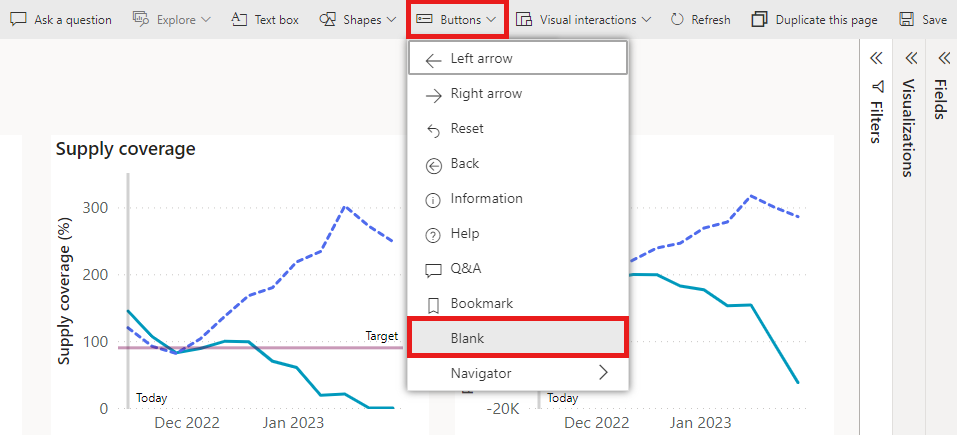 Ask a question Explore Text box Shapes Buttons Visual interactions Refresh Duplicate this page Save
Left arrow
Right arrow
Reset
Back
Information
Help
Q&A
Bookmark
Blank
Navigator
Filters
Visualizations
Fields
Supply coverage
Supply coverage (%)
300
200
100
0
Target
Today
Dec 2022 Jan 2023
-20K
Today
Dec 2022 Jan 2023